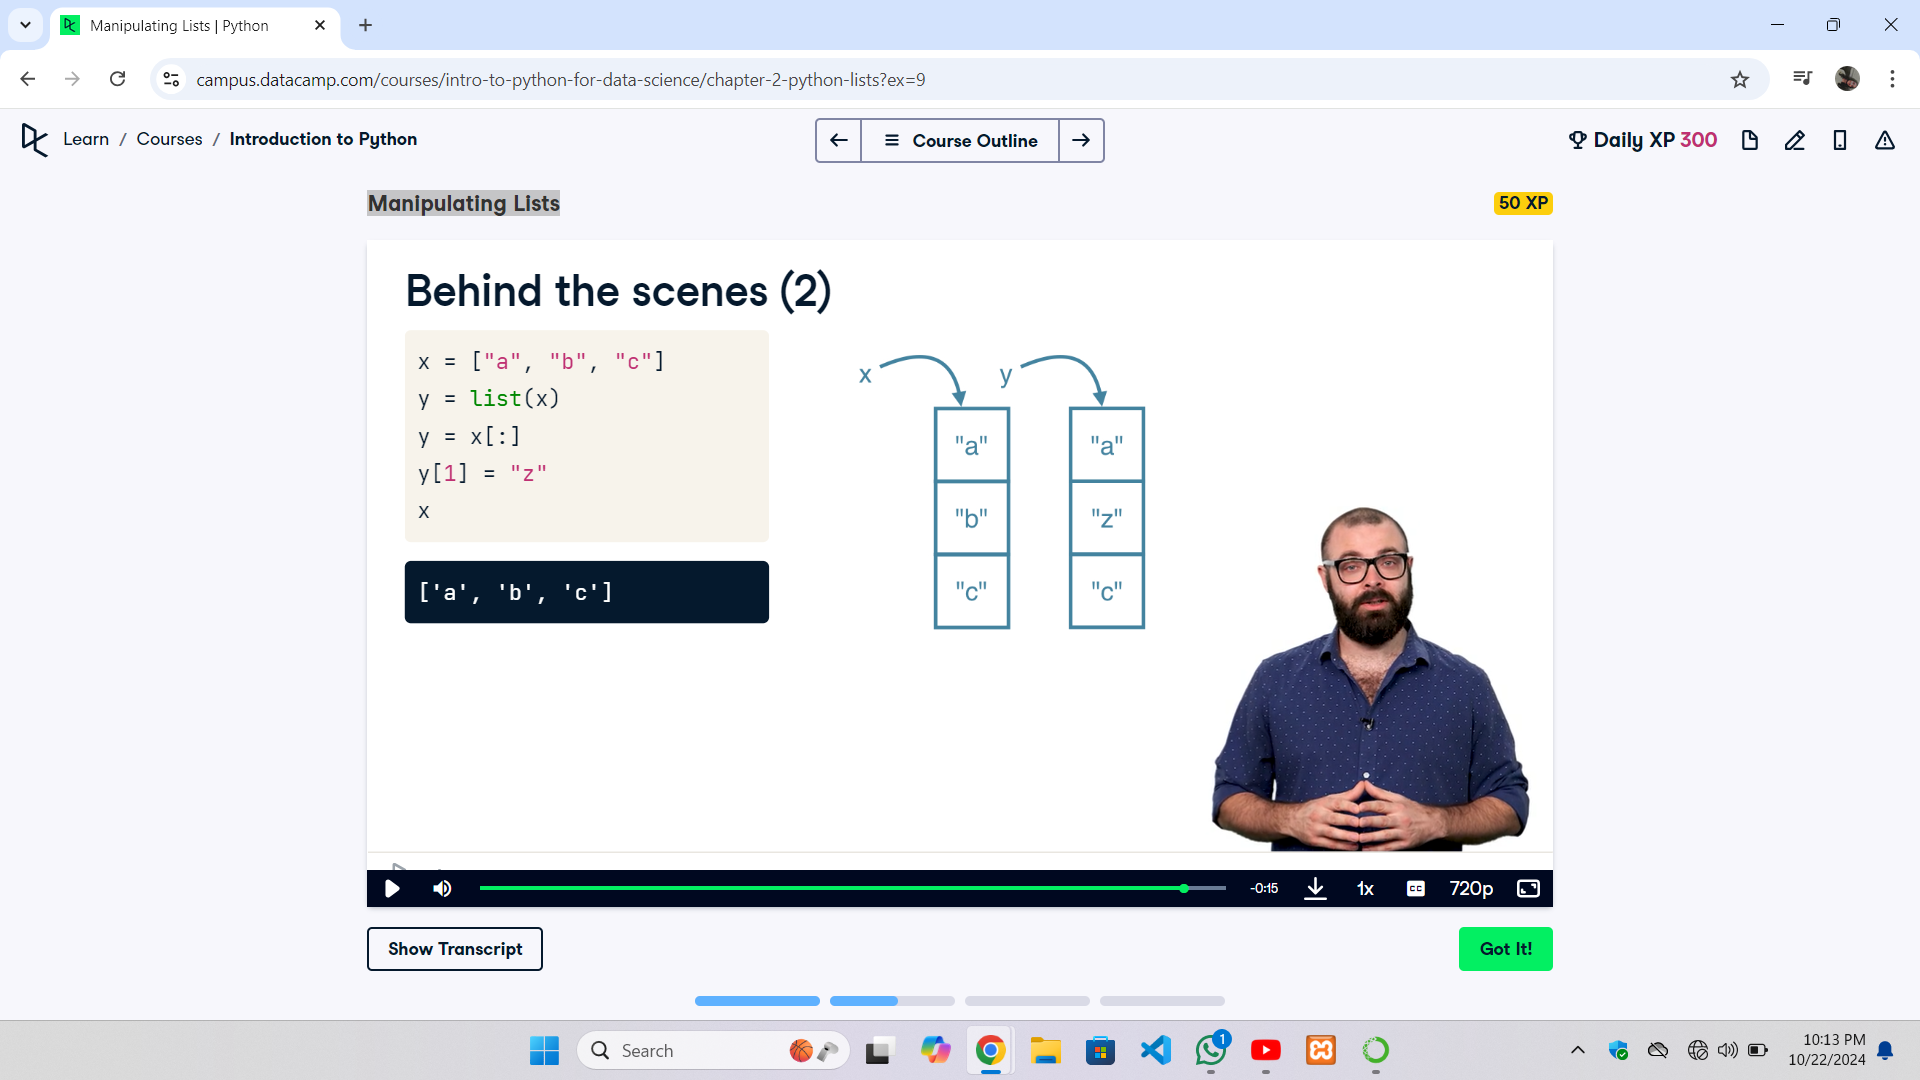 Manipulating Lists | Python
campus.datacamp.com/courses/intro-to-python-for-data-science/chapter-2-python-lists?ex=9
Learn / Courses / Introduction to Python
Course Outline
Daily XP 300
Manipulating Lists
50 XP
Behind the scenes (2)
x = ["a", "b", "c"]
y = list(x)
y = x[:]
y[1] = "z"
x
['a', 'b', 'c']
x
y
"a" "a"
"b" "z"
"c" "c"
-0:15
1x
CC
720p
Show Transcript
Got It!
Search
1
10:13 PM
10/22/2024